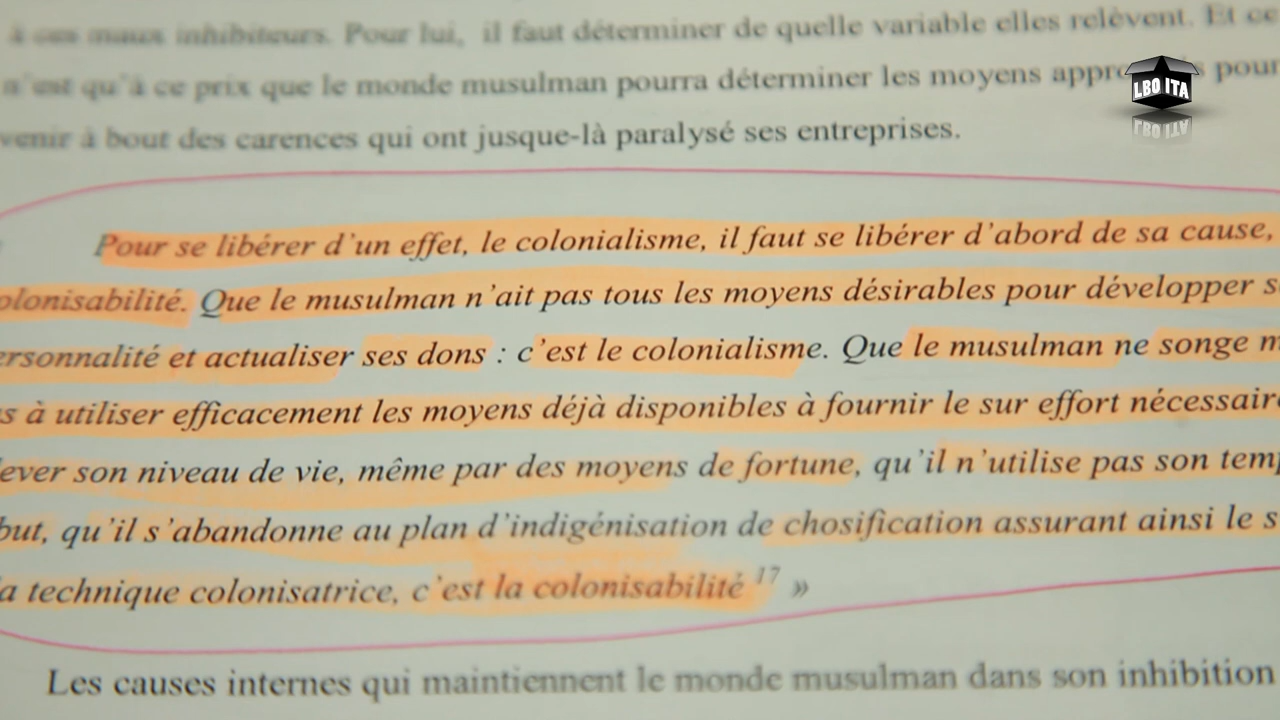 à ces maux inhibiteurs. Pour lui, il faut déterminer de quelle variable elles relèvent. Et ce
n'est qu'à ce prix que le monde musulman pourra déterminer les moyens pour
venir à bout des carences qui ont jusque-là paralysé ses entreprises.
LBO ITA
Pour se libérer d'un effet, le colonialisme, il faut se libérer d'abord de sa cause,
olonisabilité. Que le musulman n'ait pas tous les moyens désirables pour développer s
ersonnalité et actualiser ses dons : c'est le colonialisme. Que le musulman ne songe m
s à utiliser efficacement les moyens déjà disponibles à fournir le sur effort nécessair
ever son niveau de vie, même par des moyens de fortune, qu'il n'utilise pas son temp
but, qu'il s'abandonne au plan d'indigénisation de chosification assurant ainsi le s
a technique colonisatrice, c'est la colonisabilité 17 »
Les causes internes qui maintiennent le monde musulman dans son inhibition